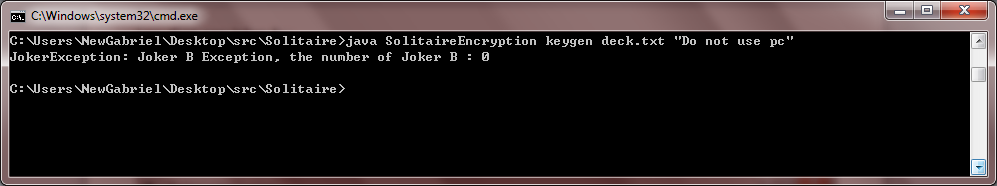 C:\Windows\system32\cmd.exe
C:\Users\NewGabriel\Desktop\src\Solitaire>java SolitaireEncryption keygen deck.txt "Do not use pc"
JokerException: Joker B Exception, the number of Joker B : 0
C:\Users\NewGabriel\Desktop\src\Solitaire>